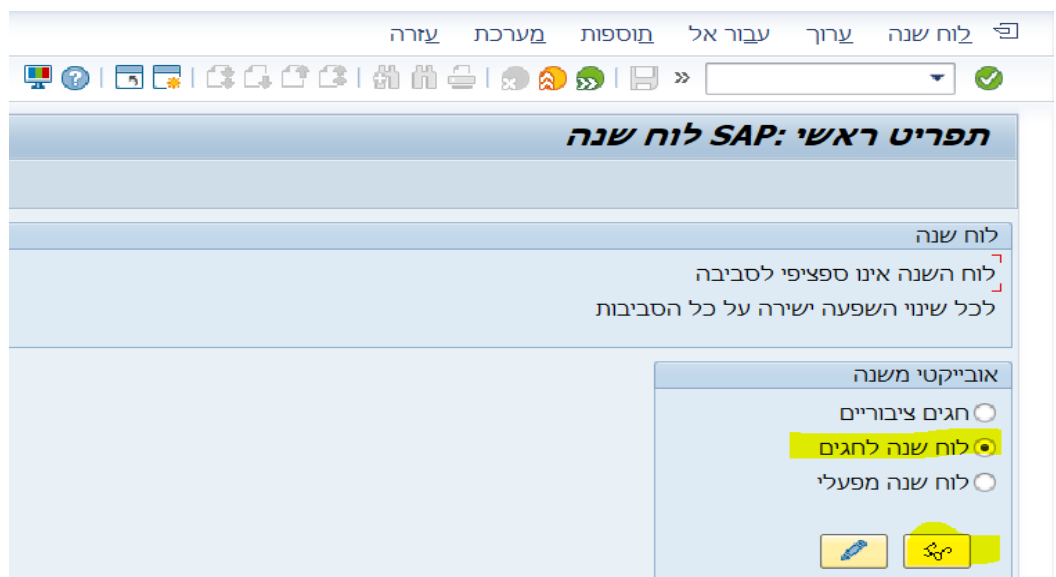 לוח שנה ערוך עבור אל תוספות מערכת עזרה
תפריט ראשי :SAP לוח שנה
לוח שנה
לוח השנה אינו ספציפי לסביבה
לכל שינוי השפעה ישירה על כל הסביבות
אובייקטי משנה
חגים ציבוריים
לוח שנה לחגים
לוח שנה מפעלי